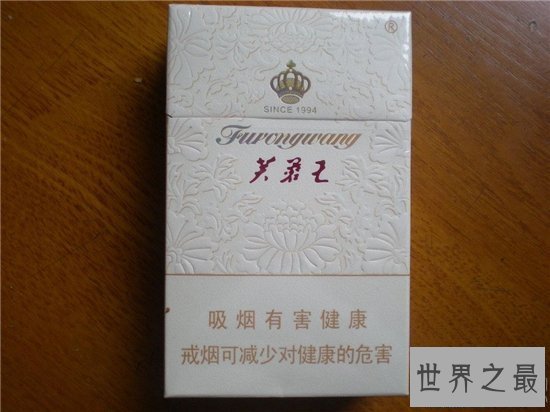 ®
SINCE 1994
Furongwang
芙蓉王
吸烟有害健康
戒烟可减少对健康的危害
世界之最